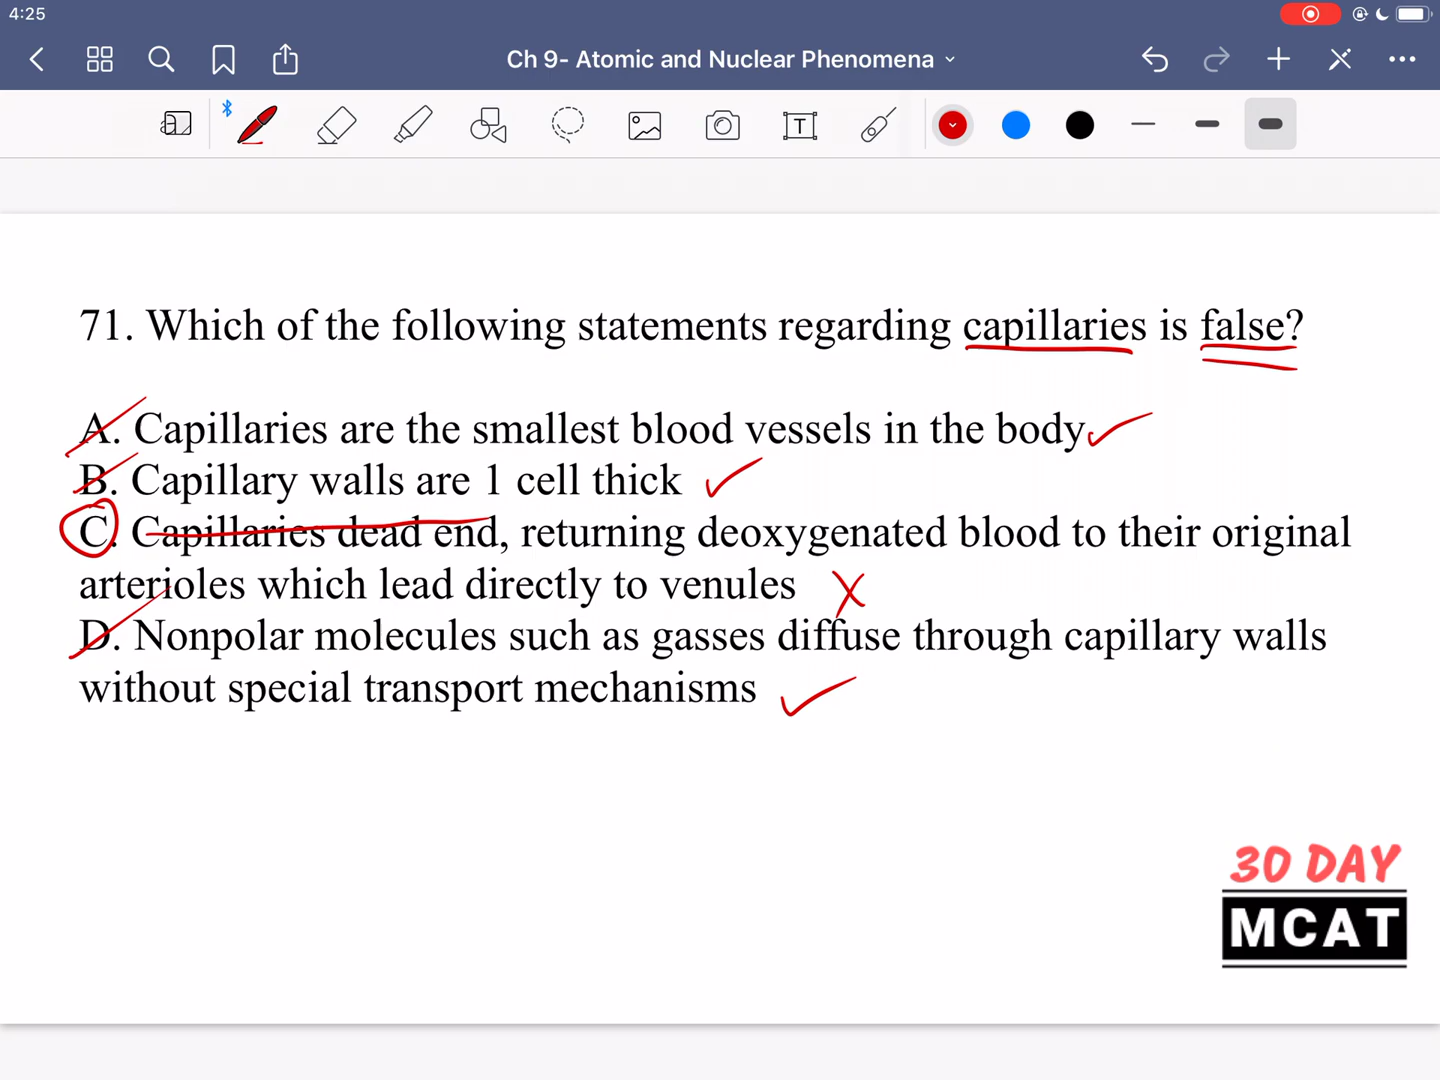 4:25
Ch 9- Atomic and Nuclear Phenomena
T
71. Which of the following statements regarding capillaries is false?
A. Capillaries are the smallest blood vessels in the body
B. Capillary walls are 1 cell thick
C. Capillaries dead end, returning deoxygenated blood to their original
arterioles which lead directly to venules
D. Nonpolar molecules such as gasses diffuse through capillary walls
without special transport mechanisms
30 DAY
MCAT